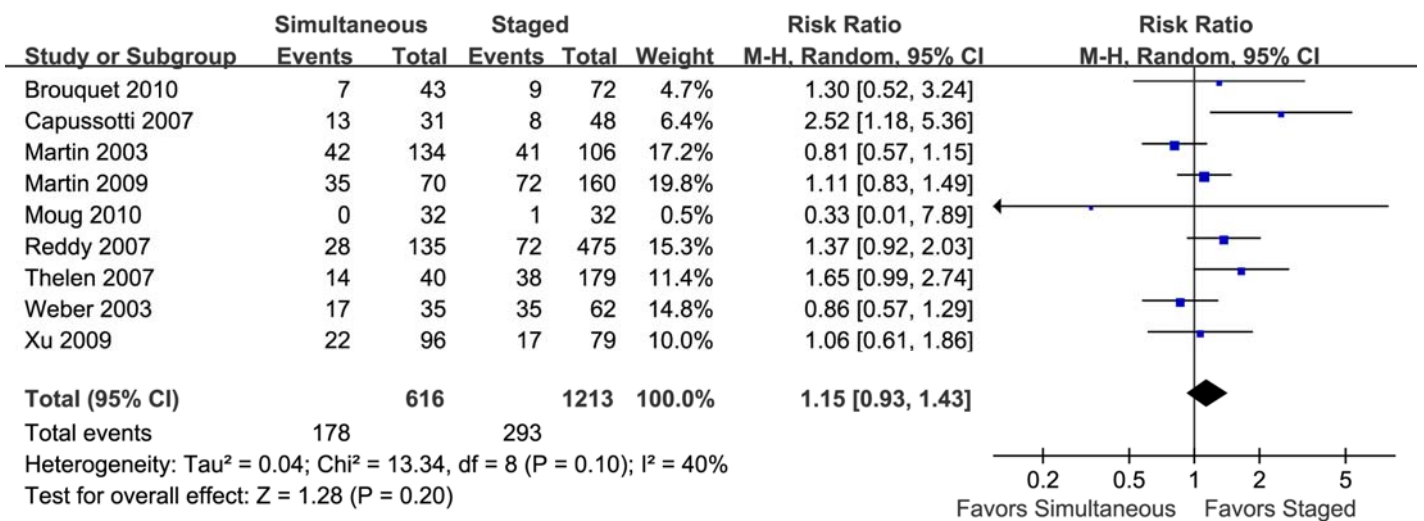 Simultaneous Staged Risk Ratio Risk Ratio
Study or Subgroup Events Total Events Total Weight M-H, Random, 95% CI M-H, Random, 95% CI
Brouquet 2010 7 43 9 72 4.7% 1.30 [0.52, 3.24]
Capussotti 2007 13 31 8 48 6.4% 2.52 [1.18, 5.36]
Martin 2003 42 134 41 106 17.2% 0.81 [0.57, 1.15]
Martin 2009 35 70 72 160 19.8% 1.11 [0.83, 1.49]
Moug 2010 0 32 1 32 0.5% 0.33 [0.01, 7.89]
Reddy 2007 28 135 72 475 15.3% 1.37 [0.92, 2.03]
Thelen 2007 14 40 38 179 11.4% 1.65 [0.99, 2.74]
Weber 2003 17 35 35 62 14.8% 0.86 [0.57, 1.29]
Xu 2009 22 96 17 79 10.0% 1.06 [0.61, 1.86]
Total (95% CI) 616 1213 100.0% 1.15 [0.93, 1.43]
Total events 178 293
Heterogeneity: Tau² = 0.04; Chi² = 13.34, df = 8 (P = 0.10); I² = 40%
Test for overall effect: Z = 1.28 (P = 0.20)
0.2 0.5 1 2 5
Favors Simultaneous Favors Staged